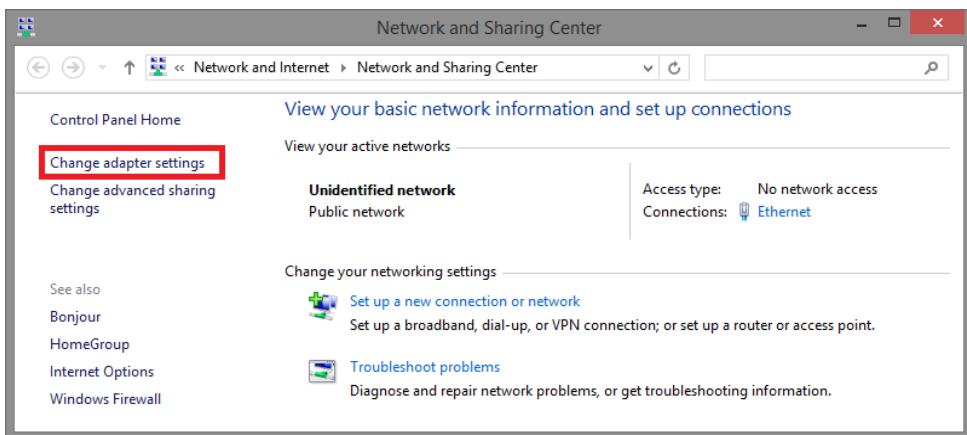 Network and Sharing Center
« Network and Internet Network and Sharing Center
Control Panel Home
Change adapter settings
Change advanced sharing
settings
See also
Bonjour
HomeGroup
Internet Options
Windows Firewall
View your basic network information and set up connections
View your active networks
Unidentified network
Public network
Access type: No network access
Connections: Ethernet
Change your networking settings
Set up a new connection or network
Set up a broadband, dial-up, or VPN connection; or set up a router or access point.
Troubleshoot problems
Diagnose and repair network problems, or get troubleshooting information.